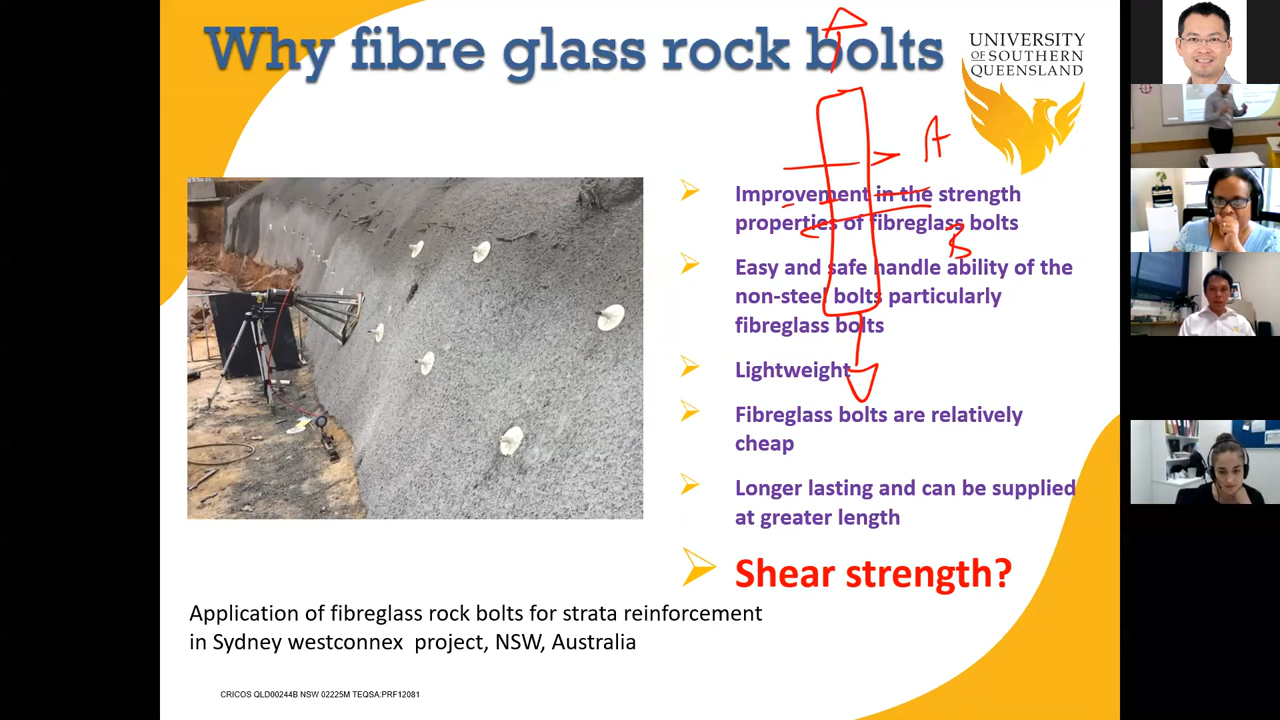 Why fibre glass rock bolts
UNIVERSITY
OF SOUTHERN
QUEENSLAND
A
Improvement in the strength
properties of fibreglass bolts
B
Easy and safe handle ability of the
non-steel bolts particularly
fibreglass bolts
Lightweight
Fibreglass bolts are relatively
cheap
Longer lasting and can be supplied
at greater length
Shear strength?
Application of fibreglass rock bolts for strata reinforcement
in Sydney westconnex project, NSW, Australia
CRICOS QLD00244B NSW 02225M TEQSA:PRF12081